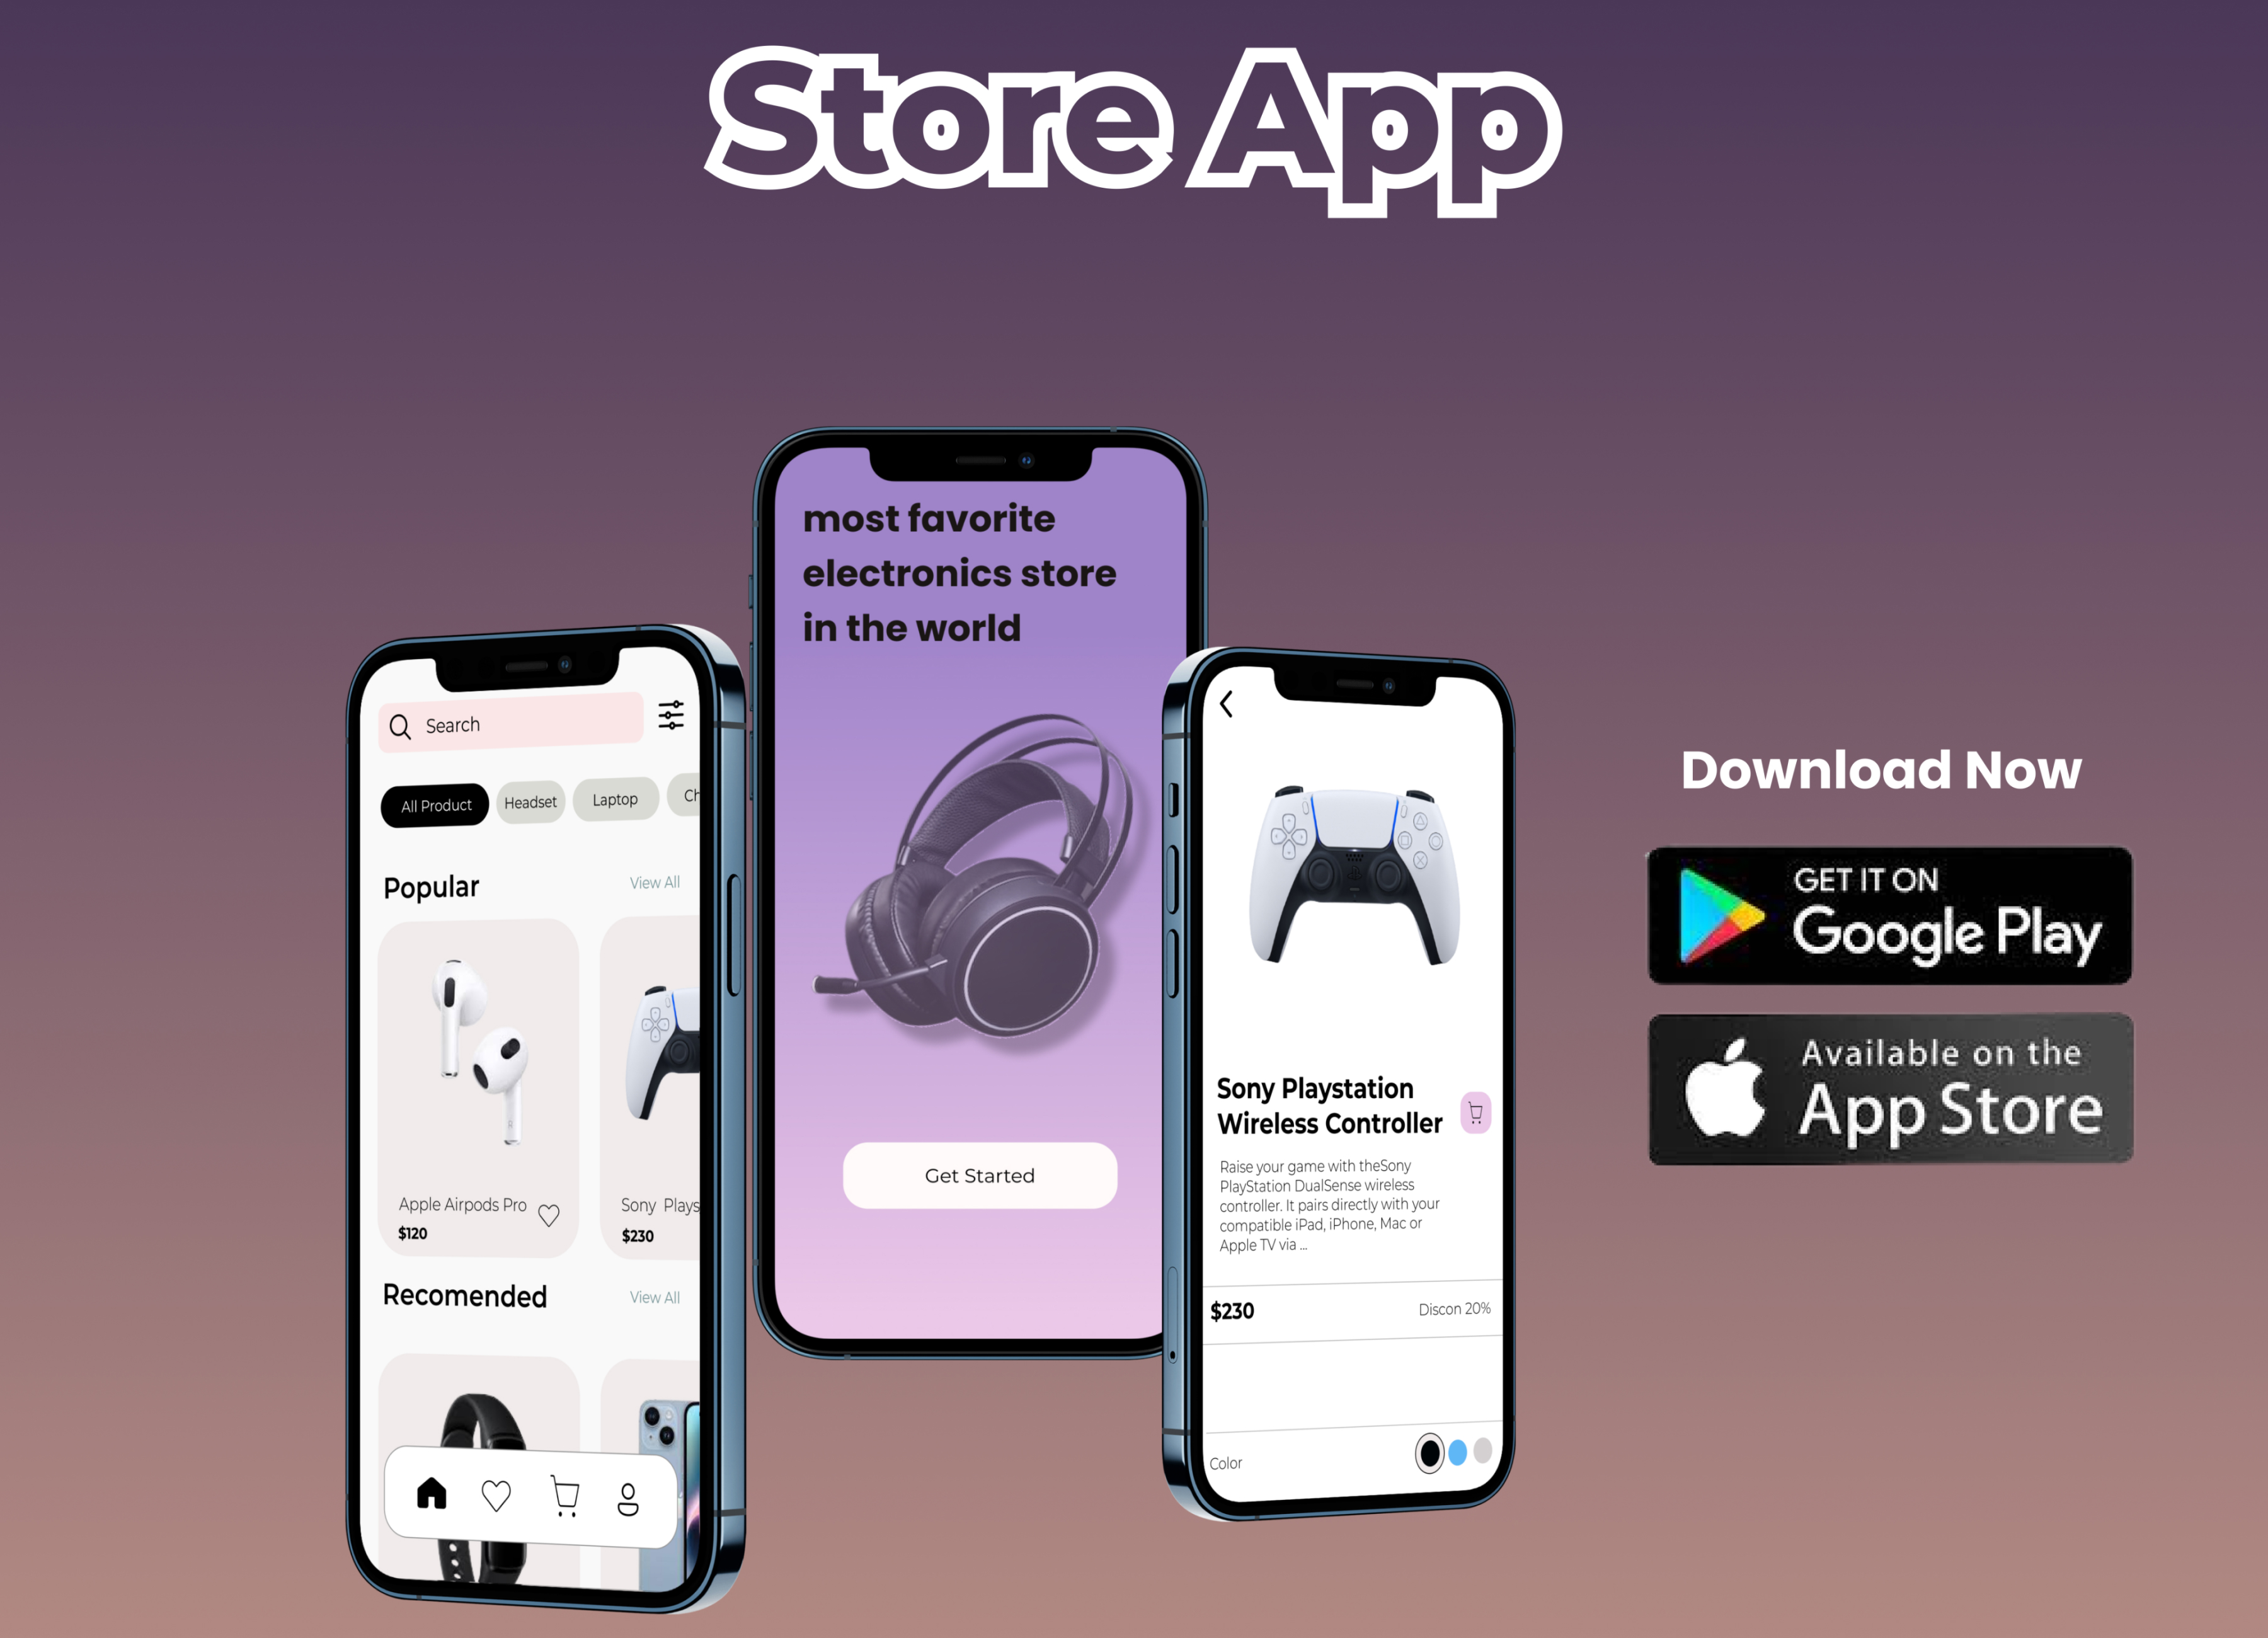 Store App
most favorite
electronics store
in the world
Get Started
Search
All Product
Headset
Laptop
Ch
Popular
View All
Apple Airpods Pro
$120
Sony Plays
$230
Recomended
View All
Sony Playstation
Wireless Controller
Raise your game with theSony
PlayStation DualSense wireless
controller. It pairs directly with your
compatible iPad, iPhone, Mac or
Apple TV via ...
$230
Discon 20%
Color
Download Now
GET IT ON
Google Play
Available on the
App Store